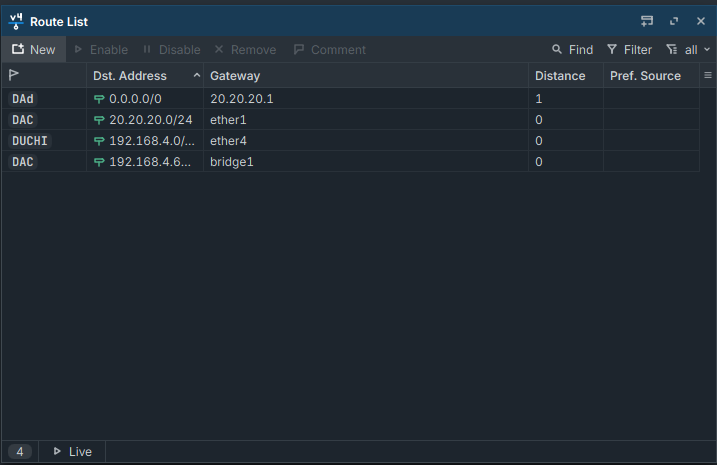 v4 Route List
New Enable Disable Remove Comment Find Filter all
Dst. Address Gateway Distance Pref. Source
DAd 0.0.0.0/0 20.20.20.1 1
DAC 20.20.20.0/24 ether1 0
DUCHI 192.168.4.0/... ether4 0
DAC 192.168.4.6... bridge1 0
4 Live